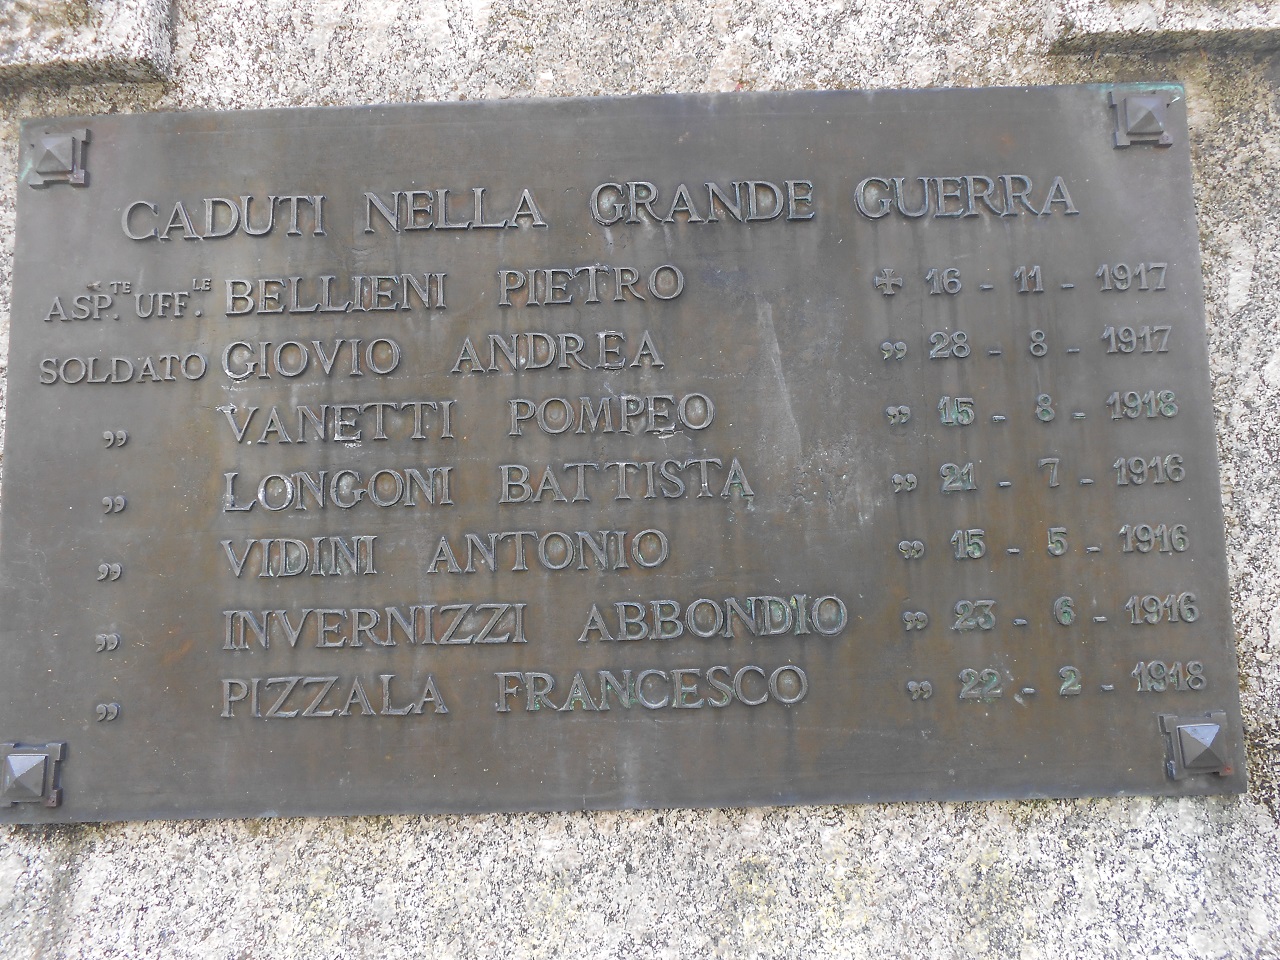 CADUTI NELLA GRANDE GUERRA
ASP.TE UFF.LE BELLIENI PIETRO ✠ 16 - 11 - 1917
SOLDATO GIOVIO ANDREA „ 28 - 8 - 1917
„ VANETTI POMPEO „ 15 - 8 - 1918
„ LONGONI BATTISTA „ 21 - 7 - 1916
„ VIDINI ANTONIO „ 15 - 5 - 1916
„ INVERNIZZI ABBONDIO „ 23 - 6 - 1916
„ PIZZALA FRANCESCO „ 22 - 2 - 1918